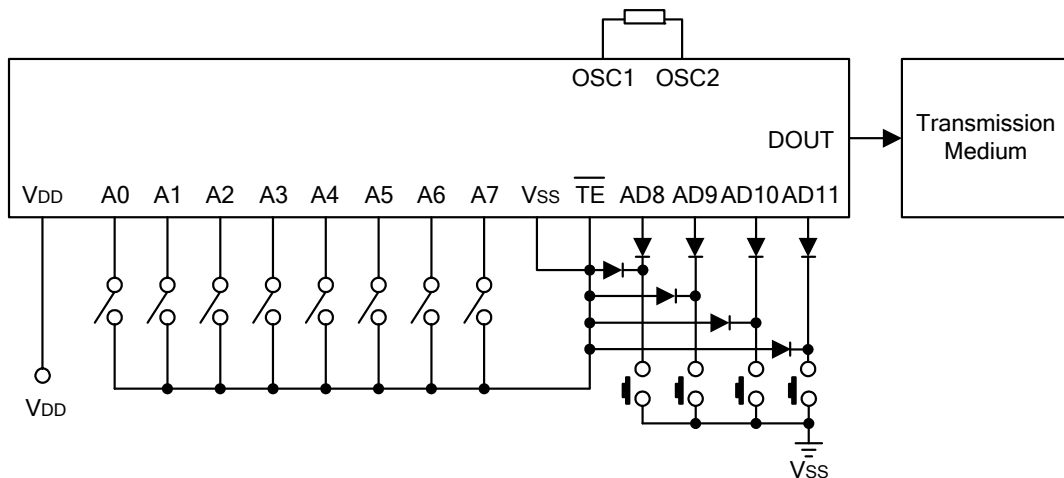 OSC1 OSC2
DOUT
Transmission
Medium
VDD A0 A1 A2 A3 A4 A5 A6 A7 VSS TE AD8 AD9 AD10 AD11
VDD
VSS